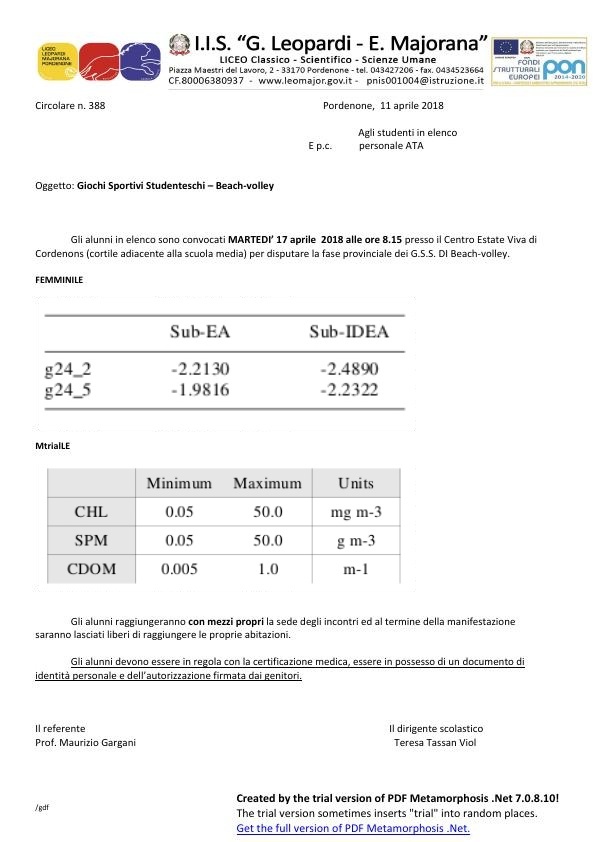 LICEO
LEOPARDI
MAJORANA
PORDENONE
I.I.S. “G. Leopardi - E. Majorana”
LICEO Classico - Scientifico - Scienze Umane
Piazza Maestri del Lavoro, 2 - 33170 Pordenone - tel. 043427206 - fax. 0434523664
CF.80006380937 - www.leomajor.gov.it - pnis001004@istruzione.it
FONDI
STRUTTURALI
EUROPEI
pon
2014-2020
Circolare n. 388 Pordenone, 11 aprile 2018
Agli studenti in elenco
E p.c. personale ATA
Oggetto: Giochi Sportivi Studenteschi – Beach-volley
Gli alunni in elenco sono convocati MARTEDI’ 17 aprile 2018 alle ore 8.15 presso il Centro Estate Viva di
Cordenons (cortile adiacente alla scuola media) per disputare la fase provinciale dei G.S.S. DI Beach-volley.
FEMMINILE
Sub-EA Sub-IDEA
g24_2 -2.2130 -2.4890
g24_5 -1.9816 -2.2322
MtrialLE
Minimum Maximum Units
CHL 0.05 50.0 mg m-3
SPM 0.05 50.0 g m-3
CDOM 0.005 1.0 m-1
Gli alunni raggiungeranno con mezzi propri la sede degli incontri ed al termine della manifestazione
saranno lasciati liberi di raggiungere le proprie abitazioni.
Gli alunni devono essere in regola con la certificazione medica, essere in possesso di un documento di
identità personale e dell’autorizzazione firmata dai genitori.
Il referente Il dirigente scolastico
Prof. Maurizio Gargani Teresa Tassan Viol
/gdf
Created by the trial version of PDF Metamorphosis .Net 7.0.8.10!
The trial version sometimes inserts "trial" into random places.
Get the full version of PDF Metamorphosis .Net.